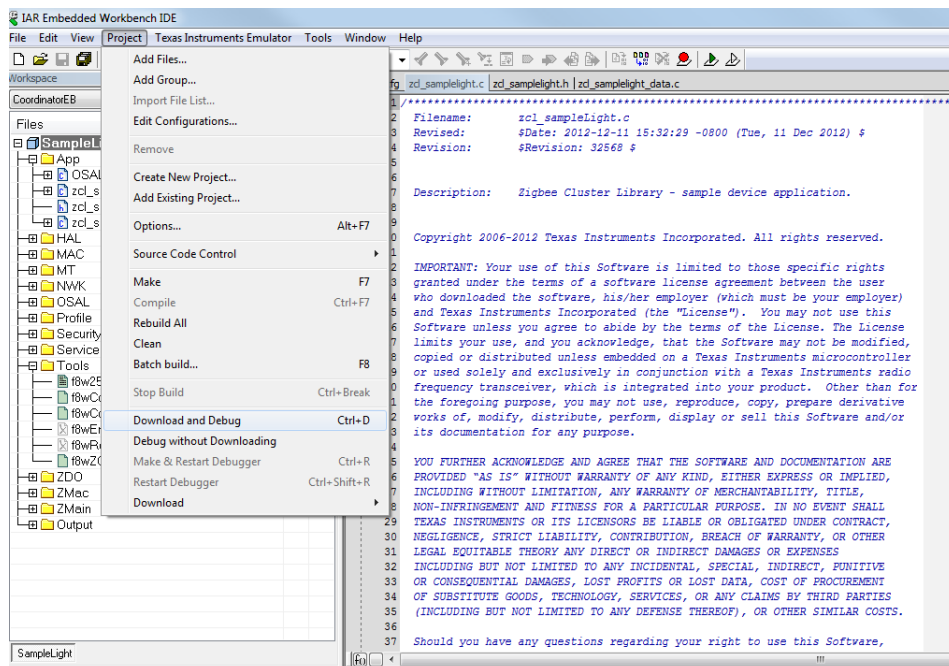 IAR Embedded Workbench IDE
File Edit View Project Texas Instruments Emulator Tools Window Help
Workspace
CoordinatorEB
Files
SampleLi
App
OSAL
zcl_s
zcl_s
zcl_s
HAL
MAC
MT
NWK
OSAL
Profile
Security
Service
Tools
f8w25
f8wCo
f8wCo
f8wEn
f8wR
f8wZC
ZDO
ZMac
ZMain
Output
SampleLight
Add Files...
Add Group...
Import File List...
Edit Configurations...
Remove
Create New Project...
Add Existing Project...
Options... Alt+F7
Source Code Control
Make F7
Compile Ctrl+F7
Rebuild All
Clean
Batch build... F8
Stop Build Ctrl+Break
Download and Debug Ctrl+D
Debug without Downloading
Make & Restart Debugger Ctrl+R
Restart Debugger Ctrl+Shift+R
Download
fg zcl_samplelight.c zcl_samplelight.h zcl_samplelight_data.c
Filename: zcl_sampleLight.c
Revised: $Date: 2012-12-11 15:32:29 -0800 (Tue, 11 Dec 2012) $
Revision: $Revision: 32568 $
Description: Zigbee Cluster Library - sample device application.
Copyright 2006-2012 Texas Instruments Incorporated. All rights reserved.
IMPORTANT: Your use of this Software is limited to those specific rights
granted under the terms of a software license agreement between the user
who downloaded the software, his/her employer (which must be your employer)
and Texas Instruments Incorporated (the "License"). You may not use this
Software unless you agree to abide by the terms of the License. The License
limits your use, and you acknowledge, that the Software may not be modified,
copied or distributed unless embedded on a Texas Instruments microcontroller
or used solely and exclusively in conjunction with a Texas Instruments radio
frequency transceiver, which is integrated into your product. Other than for
the foregoing purpose, you may not use, reproduce, copy, prepare derivative
works of, modify, distribute, perform, display or sell this Software and/or
its documentation for any purpose.
YOU FURTHER ACKNOWLEDGE AND AGREE THAT THE SOFTWARE AND DOCUMENTATION ARE
PROVIDED “AS IS” WITHOUT WARRANTY OF ANY KIND, EITHER EXPRESS OR IMPLIED,
INCLUDING WITHOUT LIMITATION, ANY WARRANTY OF MERCHANTABILITY, TITLE,
NON-INFRINGEMENT AND FITNESS FOR A PARTICULAR PURPOSE. IN NO EVENT SHALL
29 TEXAS INSTRUMENTS OR ITS LICENSORS BE LIABLE OR OBLIGATED UNDER CONTRACT,
30 NEGLIGENCE, STRICT LIABILITY, CONTRIBUTION, BREACH OF WARRANTY, OR OTHER
31 LEGAL EQUITABLE THEORY ANY DIRECT OR INDIRECT DAMAGES OR EXPENSES
32 INCLUDING BUT NOT LIMITED TO ANY INCIDENTAL, SPECIAL, INDIRECT, PUNITIVE
33 OR CONSEQUENTIAL DAMAGES, LOST PROFITS OR LOST DATA, COST OF PROCUREMENT
34 OF SUBSTITUTE GOODS, TECHNOLOGY, SERVICES, OR ANY CLAIMS BY THIRD PARTIES
35 (INCLUDING BUT NOT LIMITED TO ANY DEFENSE THEREOF), OR OTHER SIMILAR COSTS.
36
37 Should you have any questions regarding your right to use this Software,